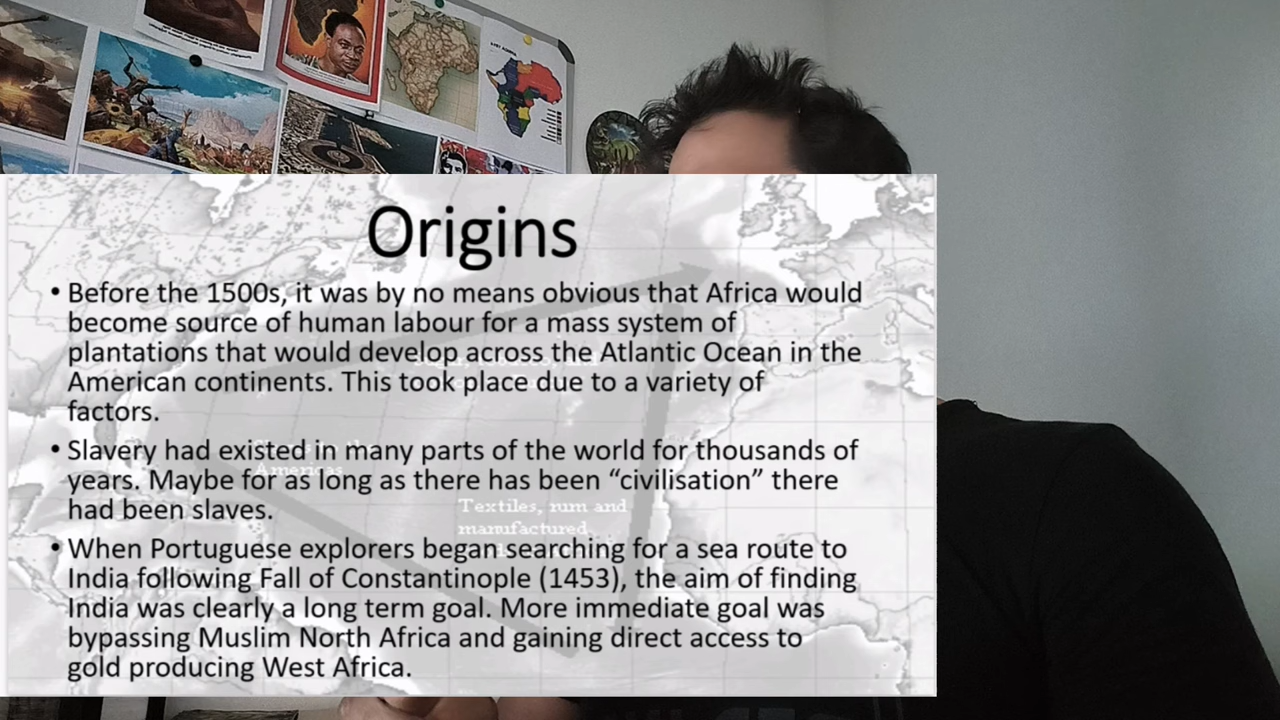 Origins
• Before the 1500s, it was by no means obvious that Africa would
become source of human labour for a mass system of
plantations that would develop across the Atlantic Ocean in the
American continents. This took place due to a variety of
factors.
• Slavery had existed in many parts of the world for thousands of
years. Maybe for as long as there has been “civilisation” there
had been slaves.
Americas
Textiles, rum and
manufactured
• When Portuguese explorers began searching for a sea route to
India following Fall of Constantinople (1453), the aim of finding
India was clearly a long term goal. More immediate goal was
bypassing Muslim North Africa and gaining direct access to
gold producing West Africa.